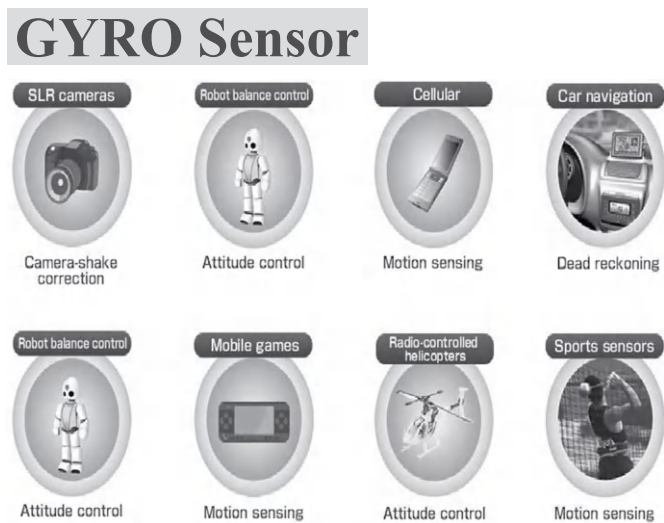 GYRO Sensor
SLR cameras
Robot balance control
Cellular
Car navigation
Camera-shake
correction
Attitude control
Motion sensing
Dead reckoning
Robot balance control
Mobile games
Radio-controlled
helicopters
Sports sensors
Attitude control
Motion sensing
Attitude control
Motion sensing